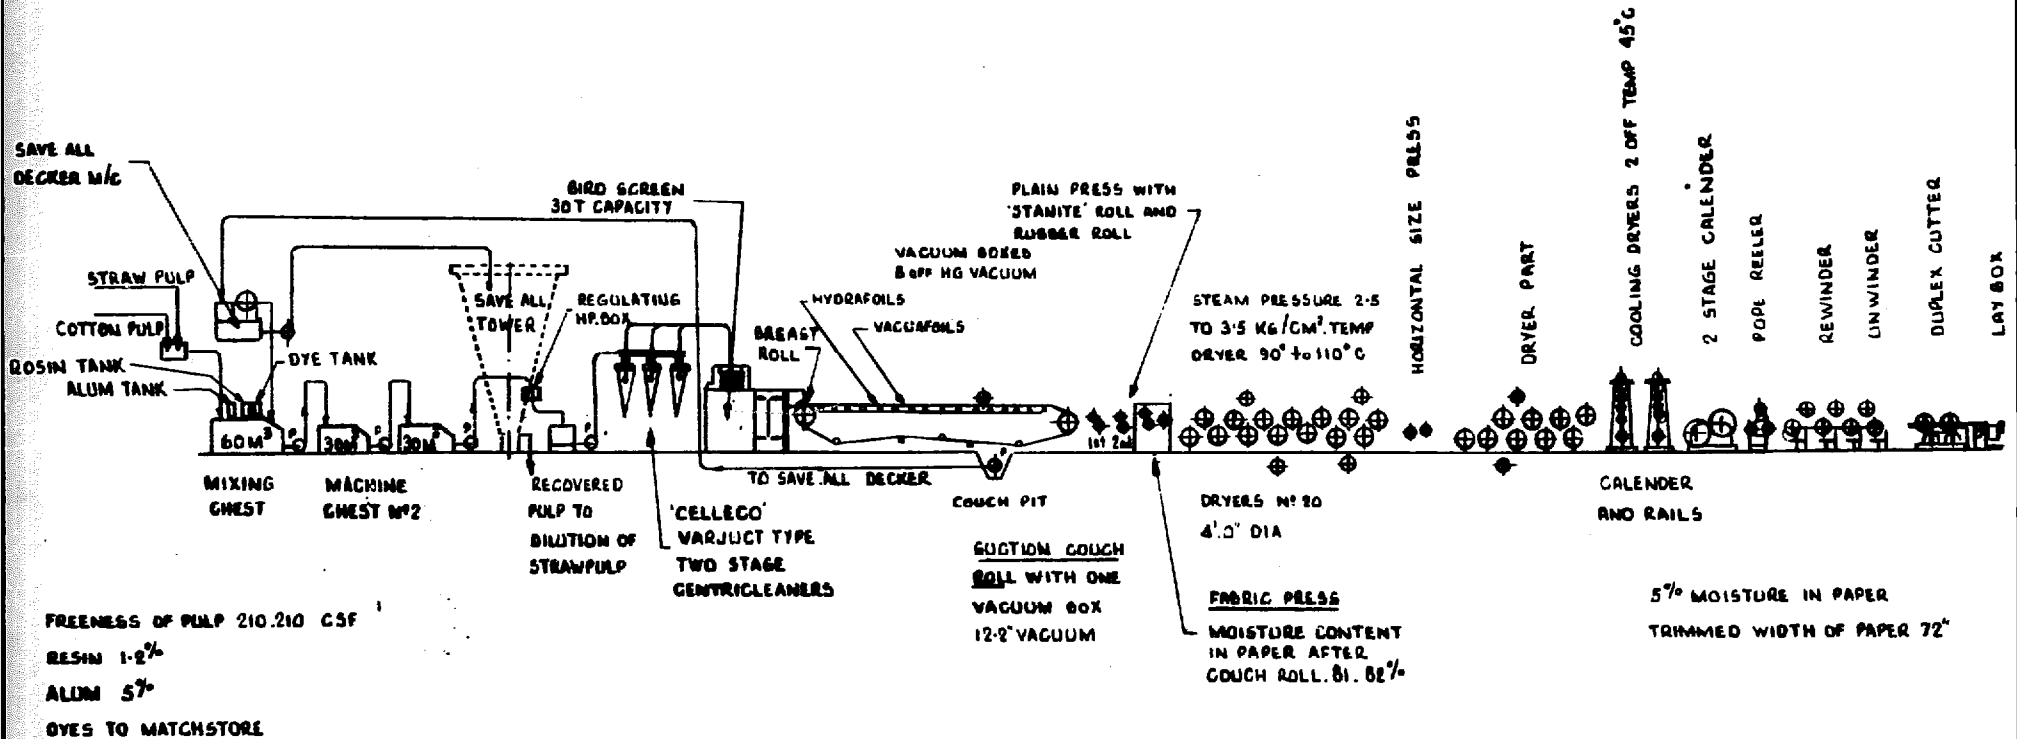 SAVE ALL
DECKER M/C
STRAW PULP
COTTON PULP
ROSIN TANK
ALUM TANK
DYE TANK
60M³
30M³
30M³
MIXING
CHEST
MACHINE
CHEST Nº2
SAVE ALL
TOWER
REGULATING
HP. BOX
RECOVERED
PULP TO
DILUTION OF
STRAWPULP
BIRD SCREEN
30T CAPACITY
'CELLECO'
VARJUCT TYPE
TWO STAGE
CENTRICLEANERS
BREAST
ROLL
HYDRAFOILS
VACUAFOILS
VACUUM BOXES
8 OFF HG VACUUM
TO SAVE.ALL DECKER
COUCH PIT
SUCTION COUCH
ROLL WITH ONE
VACUUM BOX
12-2" VACUUM
PLAIN PRESS WITH
'STANITE' ROLL AND
RUBBER ROLL
1st 2nd
STEAM PRESSURE 2.5
TO 3.5 KG/CM². TEMP
DRYER 90° to 110° C
DRYERS Nº 20
4'.0" DIA
FABRIC PRESS
MOISTURE CONTENT
IN PAPER AFTER
COUCH ROLL. 81. 82%
HORIZONTAL SIZE PRESS
DRYER PART
COOLING DRYERS 2 OFF TEMP 45°C
2 STAGE CALENDER
POPE REELER
REWINDER
UNWINDER
DUPLEX CUTTER
LAY BOX
CALENDER
AND RAILS
5% MOISTURE IN PAPER
TRIMMED WIDTH OF PAPER 72"
FREENESS OF PULP 210.210 CSF
RESIN 1.2%
ALUM 5%
DYES TO MATCHSTORE